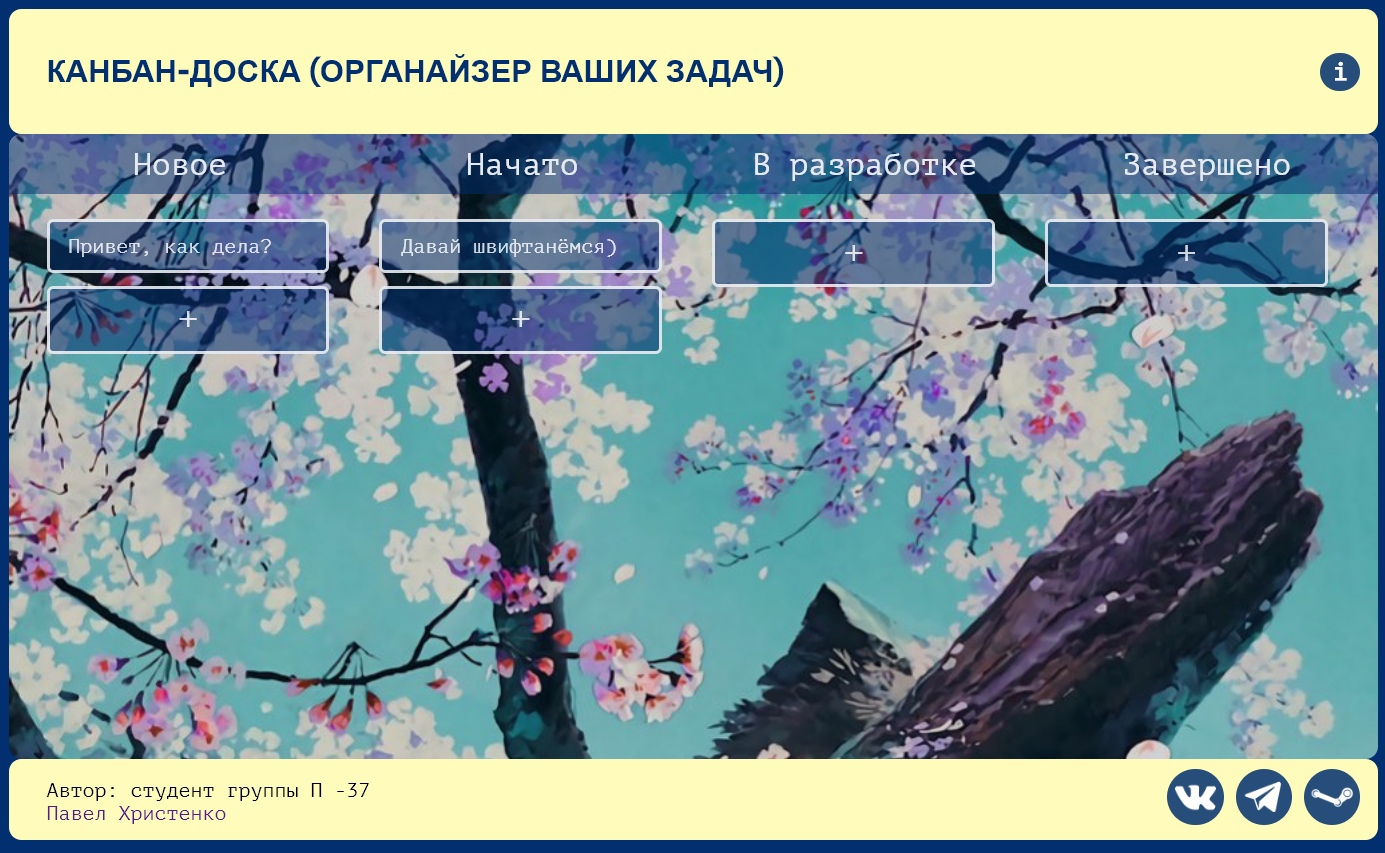 КАНБАН-ДОСКА (ОРГАНАЙЗЕР ВАШИХ ЗАДАЧ)
i
Новое
Начато
В разработке
Завершено
Привет, как дела?
Давай швифтанёмся)
+
+
+
+
Автор: студент группы П -37
Павел Христенко